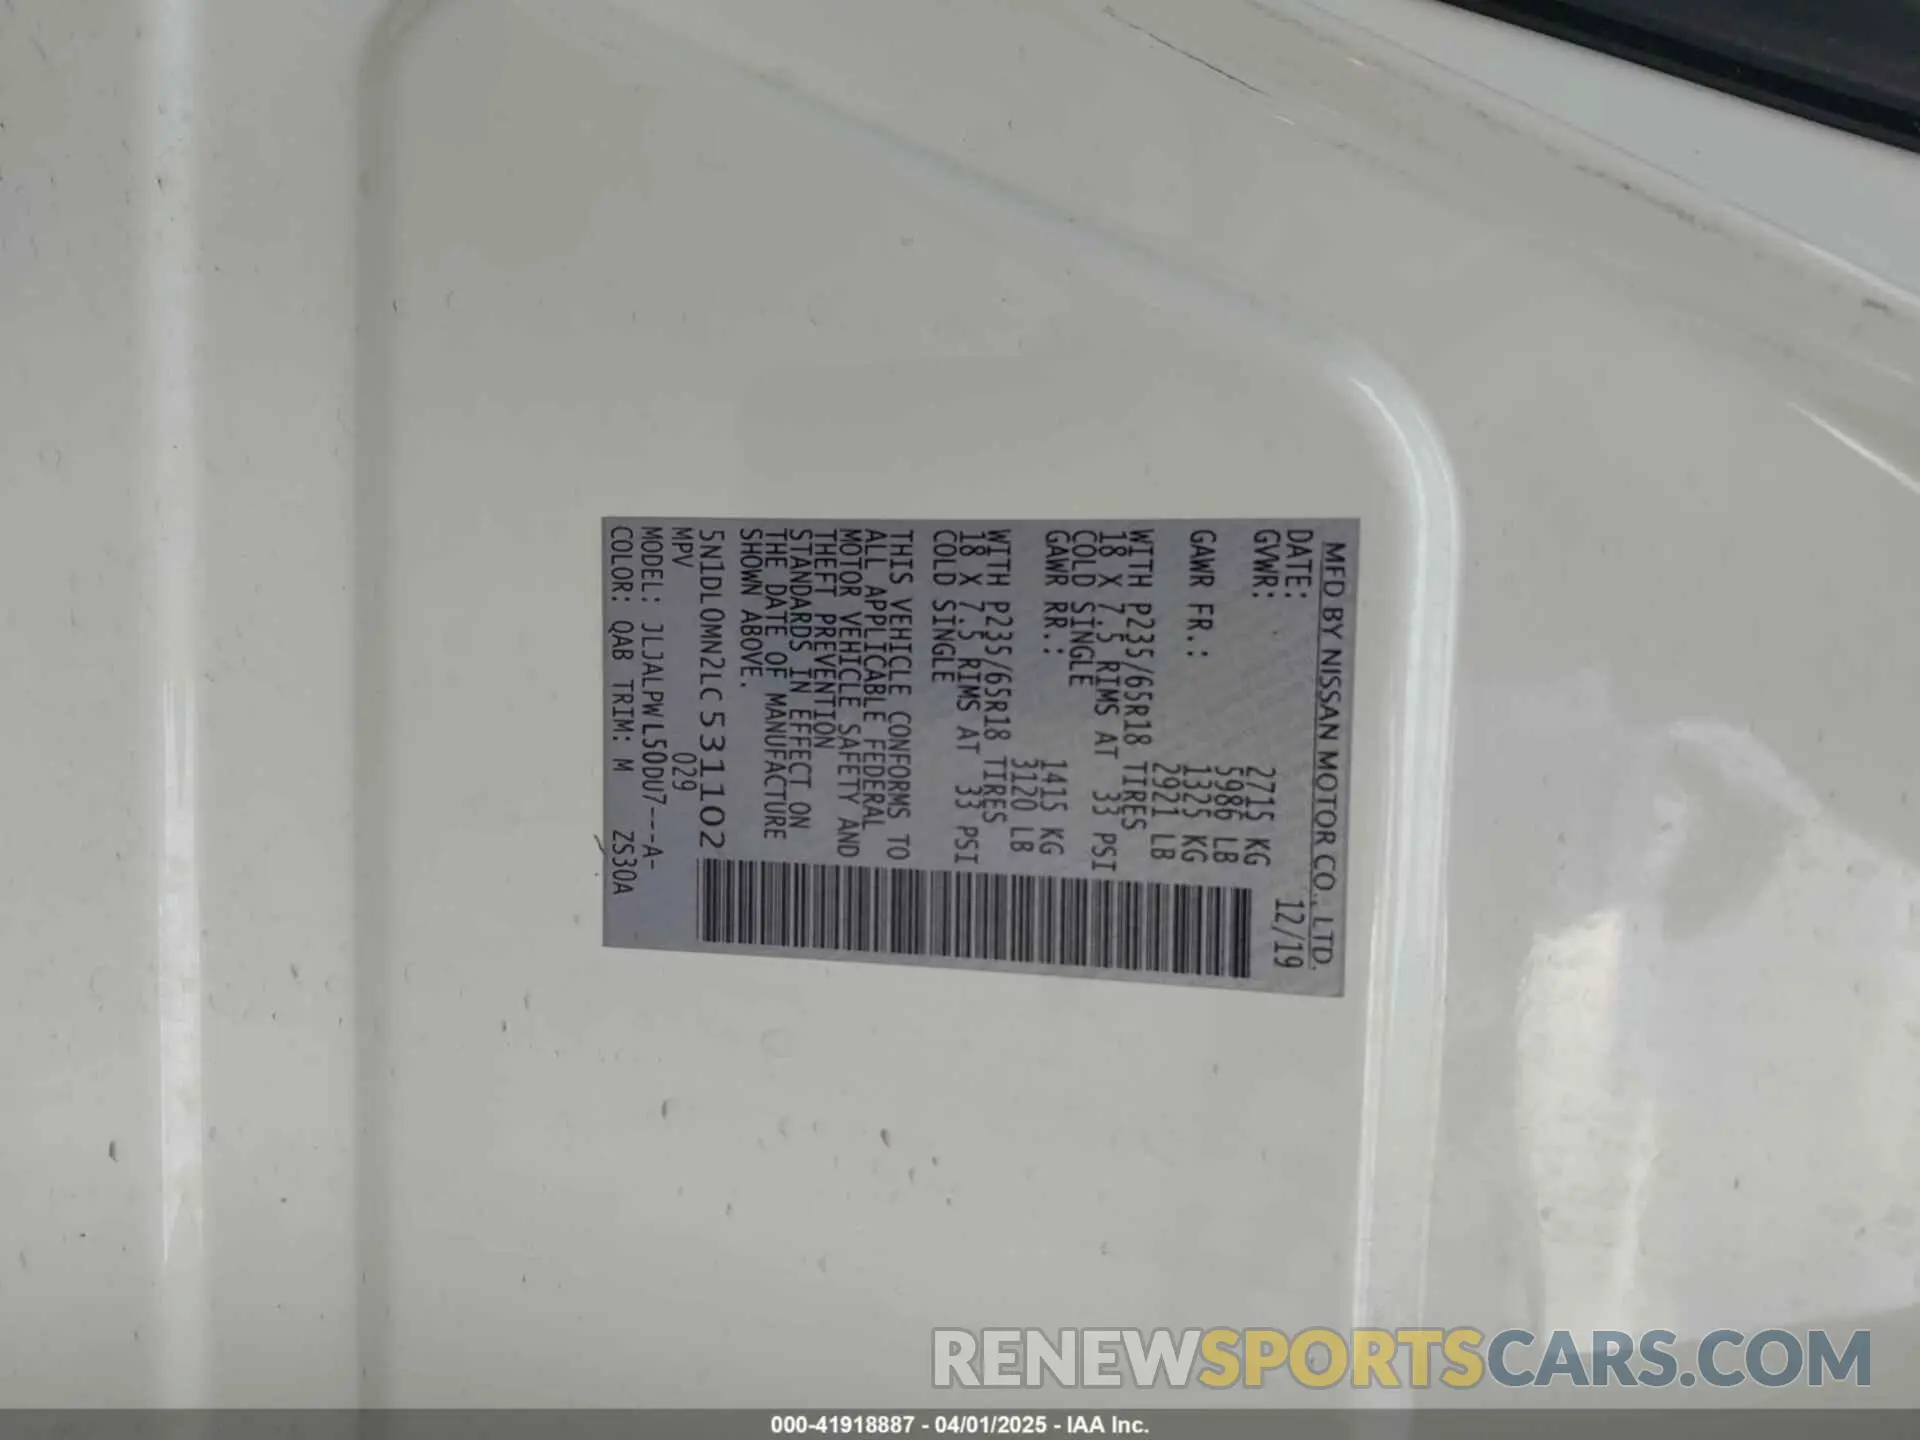 MFD BY NISSAN MOTOR CO., LTD.
DATE: 12/19
GVWR: 2715 KG
5986 LB
GAWR FR.: 1325 KG
2921 LB
WITH P235/65R18 TIRES
18 X 7.5 RIMS AT 33 PSI
COLD SINGLE
GAWR RR.: 1415 KG
3120 LB
WITH P235/65R18 TIRES
18 X 7.5 RIMS AT 33 PSI
COLD SINGLE
THIS VEHICLE CONFORMS TO
ALL APPLICABLE FEDERAL
MOTOR VEHICLE SAFETY AND
THEFT PREVENTION
STANDARDS IN EFFECT ON
THE DATE OF MANUFACTURE
SHOWN ABOVE.
5N1DL0MN2LC531102
MPV 029
MODEL: JLJALPWL50DU7---A-
COLOR: QAB TRIM: M ZS30A
RENEWSPORTSCARS.COM
000-41918887 - 04/01/2025 - IAA Inc.